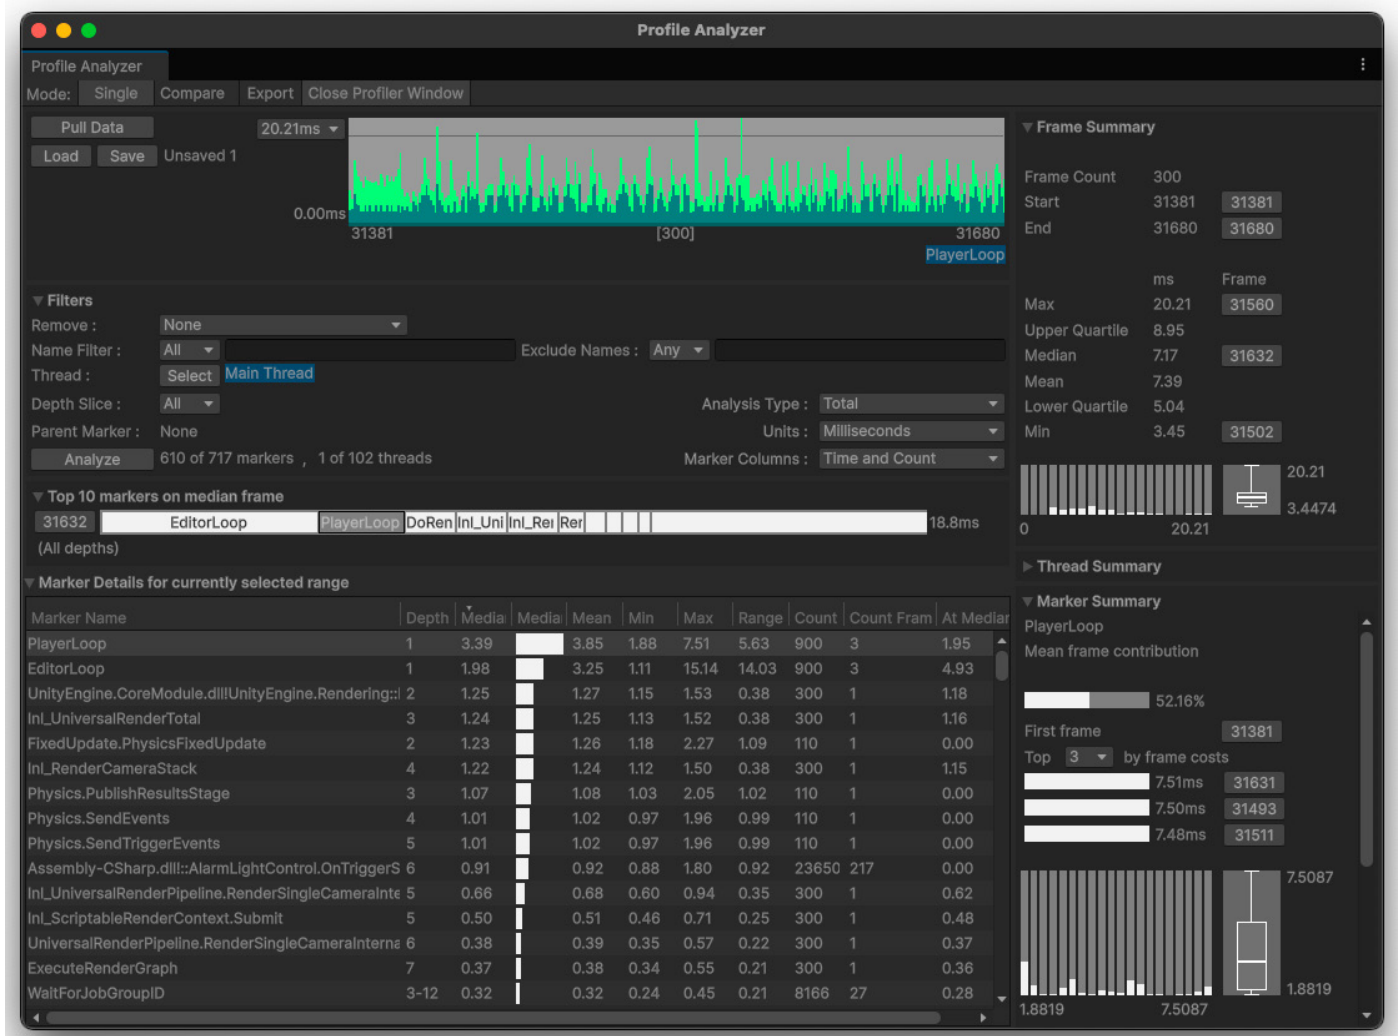 Profile Analyzer
Profile Analyzer
Mode: Single Compare Export Close Profiler Window
Pull Data
Load Save Unsaved 1
20.21ms
0.00ms
31381 [300] 31680
PlayerLoop
Filters
Remove : None
Name Filter : All Exclude Names : Any
Thread : Select Main Thread
Depth Slice : All Analysis Type : Total
Parent Marker : None Units : Milliseconds
Analyze 610 of 717 markers , 1 of 102 threads Marker Columns : Time and Count
Top 10 markers on median frame
31632 EditorLoop PlayerLoop DoRen Inl_Uni Inl_Rer Rer 18.8ms
(All depths)
Marker Details for currently selected range
Marker Name Depth Media Media Mean Min Max Range Count Count Fram At Median
PlayerLoop 1 3.39 3.85 1.88 7.51 5.63 900 3 1.95
EditorLoop 1 1.98 3.25 1.11 15.14 14.03 900 3 4.93
UnityEngine.CoreModule.dll!UnityEngine.Rendering:: 2 1.25 1.27 1.15 1.53 0.38 300 1 1.18
Inl_UniversalRenderTotal 3 1.24 1.25 1.13 1.52 0.38 300 1 1.16
FixedUpdate.PhysicsFixedUpdate 2 1.23 1.26 1.18 2.27 1.09 110 1 0.00
Inl_RenderCameraStack 4 1.22 1.24 1.12 1.50 0.38 300 1 1.15
Physics.PublishResultsStage 3 1.07 1.08 1.03 2.05 1.02 110 1 0.00
Physics.SendEvents 4 1.01 1.02 0.97 1.96 0.99 110 1 0.00
Physics.SendTriggerEvents 5 1.01 1.02 0.97 1.96 0.99 110 1 0.00
Assembly-CSharp.dll!::AlarmLightControl.OnTriggerS 6 0.91 0.92 0.88 1.80 0.92 23650 217 0.00
Inl_UniversalRenderPipeline.RenderSingleCameraInte 5 0.66 0.68 0.60 0.94 0.35 300 1 0.62
Inl_ScriptableRenderContext.Submit 5 0.50 0.51 0.46 0.71 0.25 300 1 0.48
UniversalRenderPipeline.RenderSingleCameraInterna 6 0.38 0.39 0.35 0.57 0.22 300 1 0.37
ExecuteRenderGraph 7 0.37 0.38 0.34 0.55 0.21 300 1 0.36
WaitForJobGroupID 3-12 0.32 0.32 0.24 0.45 0.21 8166 27 0.28
Frame Summary
Frame Count 300
Start 31381 31381
End 31680 31680
ms Frame
Max 20.21 31560
Upper Quartile 8.95
Median 7.17 31632
Mean 7.39
Lower Quartile 5.04
Min 3.45 31502
20.21
3.4474
0 20.21
Thread Summary
Marker Summary
PlayerLoop
Mean frame contribution
52.16%
First frame 31381
Top 3 by frame costs
7.51ms 31631
7.50ms 31493
7.48ms 31511
7.5087
1.8819
1.8819 7.5087